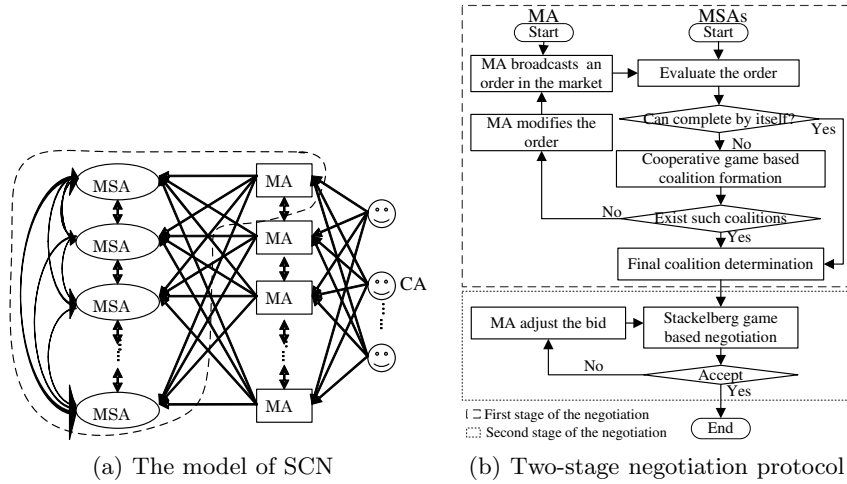 MSA
MSA
MSA
MSA
MA
MA
MA
MA
CA
(a) The model of SCN
MA
MSAs
Start
Start
MA broadcasts an
order in the market
Evaluate the order
Can complete by itself?
Yes
No
MA modifies the
order
Cooperative game based
coalition formation
No
Exist such coalitions
Yes
Final coalition determination
MA adjust the bid
Stackelberg game
based negotiation
No
Accept
Yes
End
First stage of the negotiation
Second stage of the negotiation
(b) Two-stage negotiation protocol